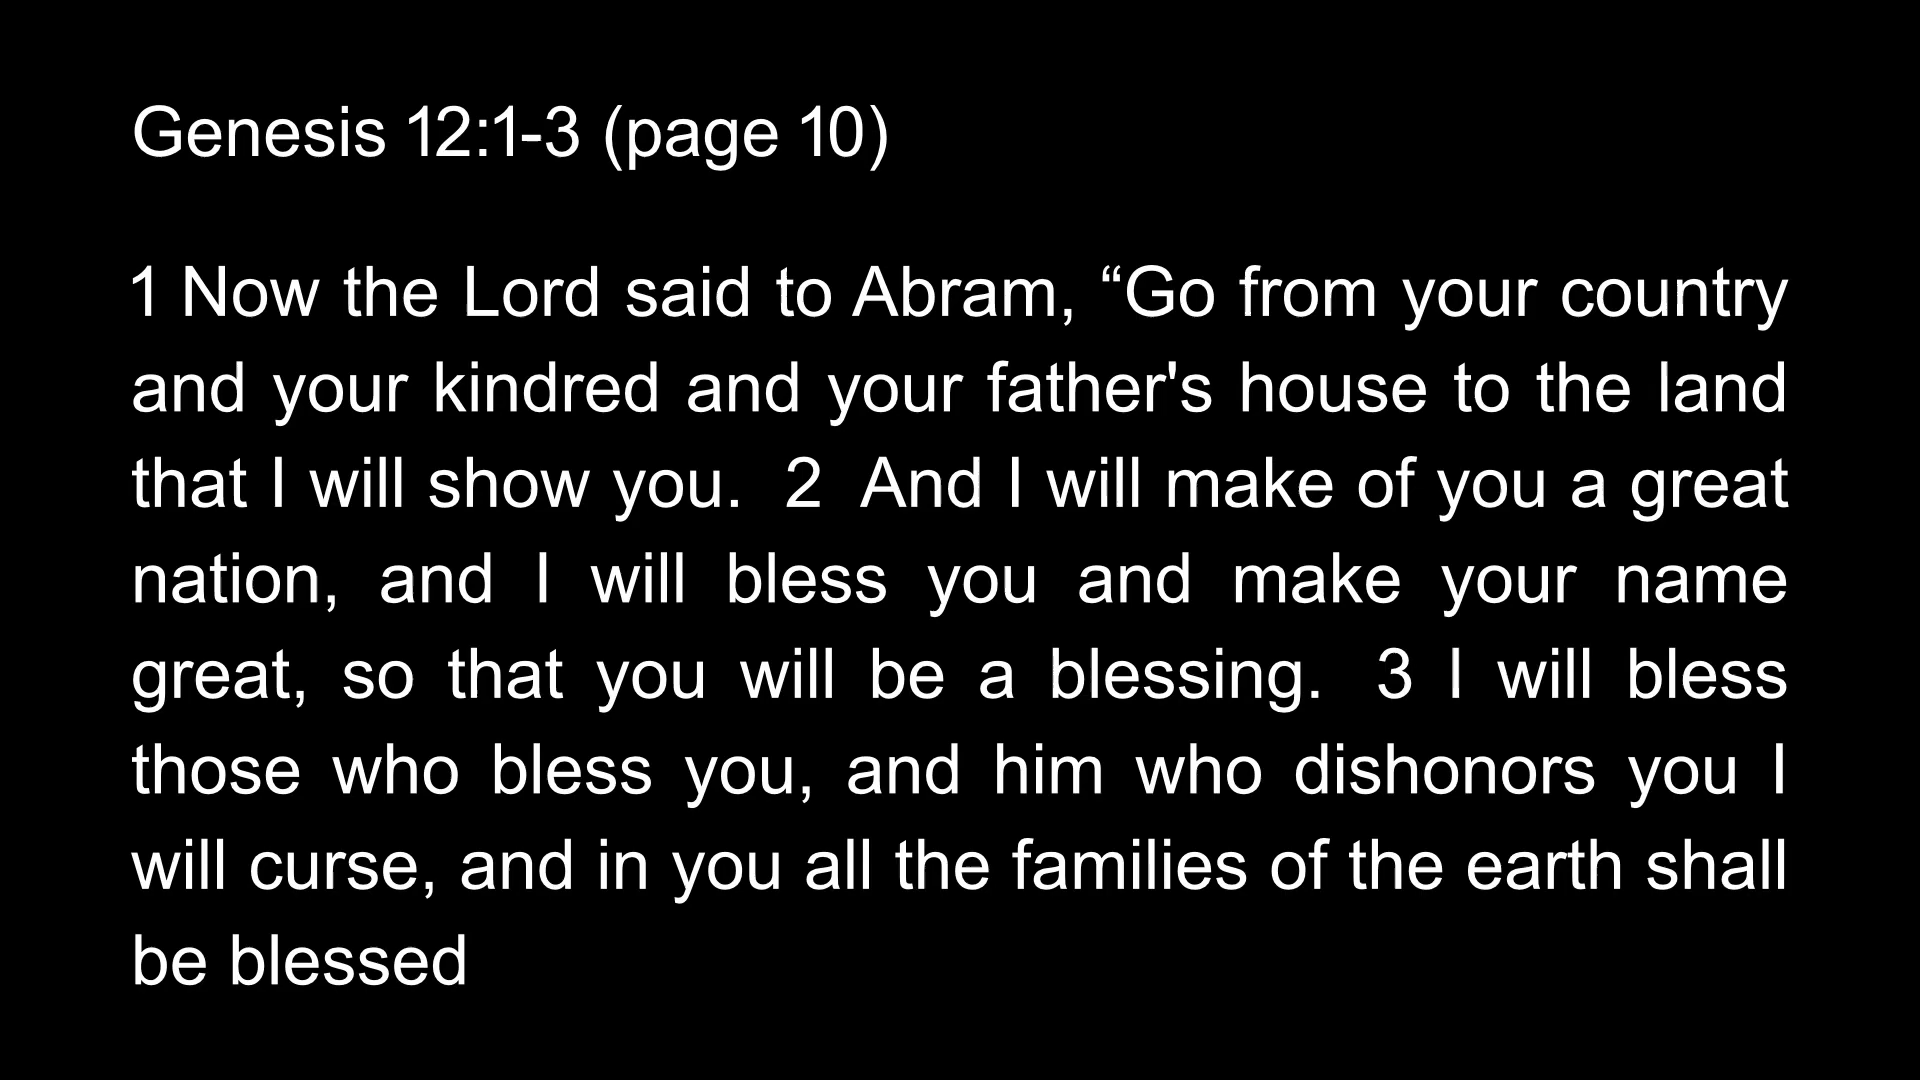 Genesis 12:1-3 (page 10)
1 Now the Lord said to Abram, “Go from your country
and your kindred and your father's house to the land
that I will show you.  2  And I will make of you a great
nation, and I will bless you and make your name
great, so that you will be a blessing.  3 I will bless
those who bless you, and him who dishonors you I
will curse, and in you all the families of the earth shall
be blessed